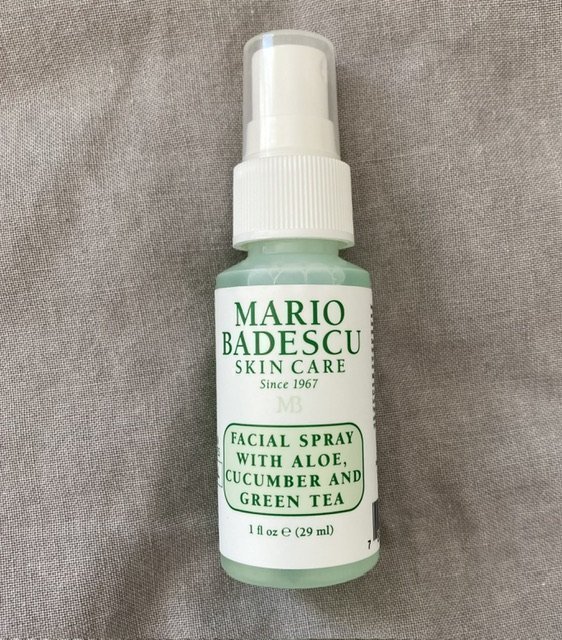 MARIO
BADESCU
SKIN CARE
Since 1967
MB
FACIAL SPRAY
WITH ALOE,
CUCUMBER AND
GREEN TEA
1 fl oz ℮ (29 ml)
7